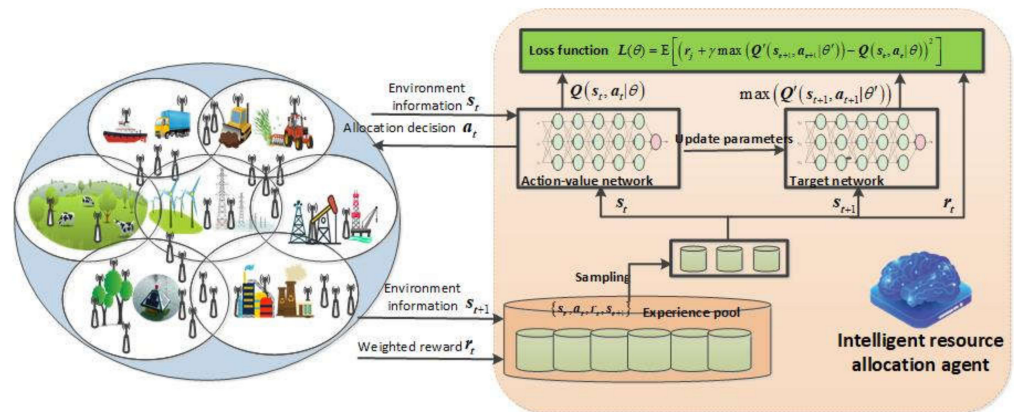 Loss function L(θ) = E[(r_j + γ max(Q'(s_{t+1}, a_{t+1}|θ')) − Q(s_t, a_t|θ))²]
Environment
information s_t
Allocation decision a_t
Q(s_t, a_t|θ)
max(Q'(s_{t+1}, a_{t+1}|θ'))
Update parameters
Action-value network
Target network
s_t
s_{t+1}
r_t
Sampling
Environment
information s_{t+1}
{s_t, a_t, r_t, s_{t+1}}
Experience pool
Weighted reward r_t
Intelligent resource
allocation agent